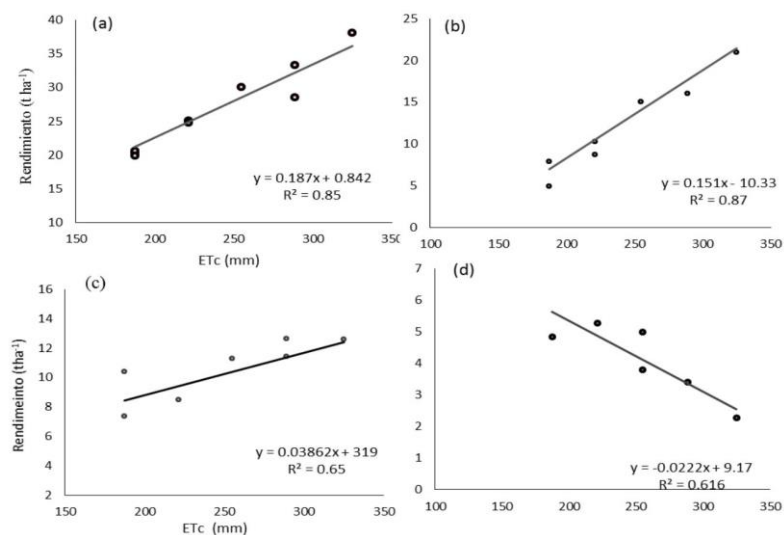 (a)
Rendimiento (t ha⁻¹)
40
35
30
25
20
15
10
y = 0.187x + 0.842
R² = 0.85
150 200 250 300 350
ETc (mm)
(b)
25
20
15
10
5
0
y = 0.151x - 10.33
R² = 0.87
100 150 200 250 300 350
(c)
Rendimeinto (tha⁻¹)
16
14
12
10
8
6
4
2
y = 0.03862x + 319
R² = 0.65
150 200 250 300 350
ETc (mm)
(d)
7
6
5
4
3
2
1
0
y = -0.0222x + 9.17
R² = 0.616
100 150 200 250 300 350